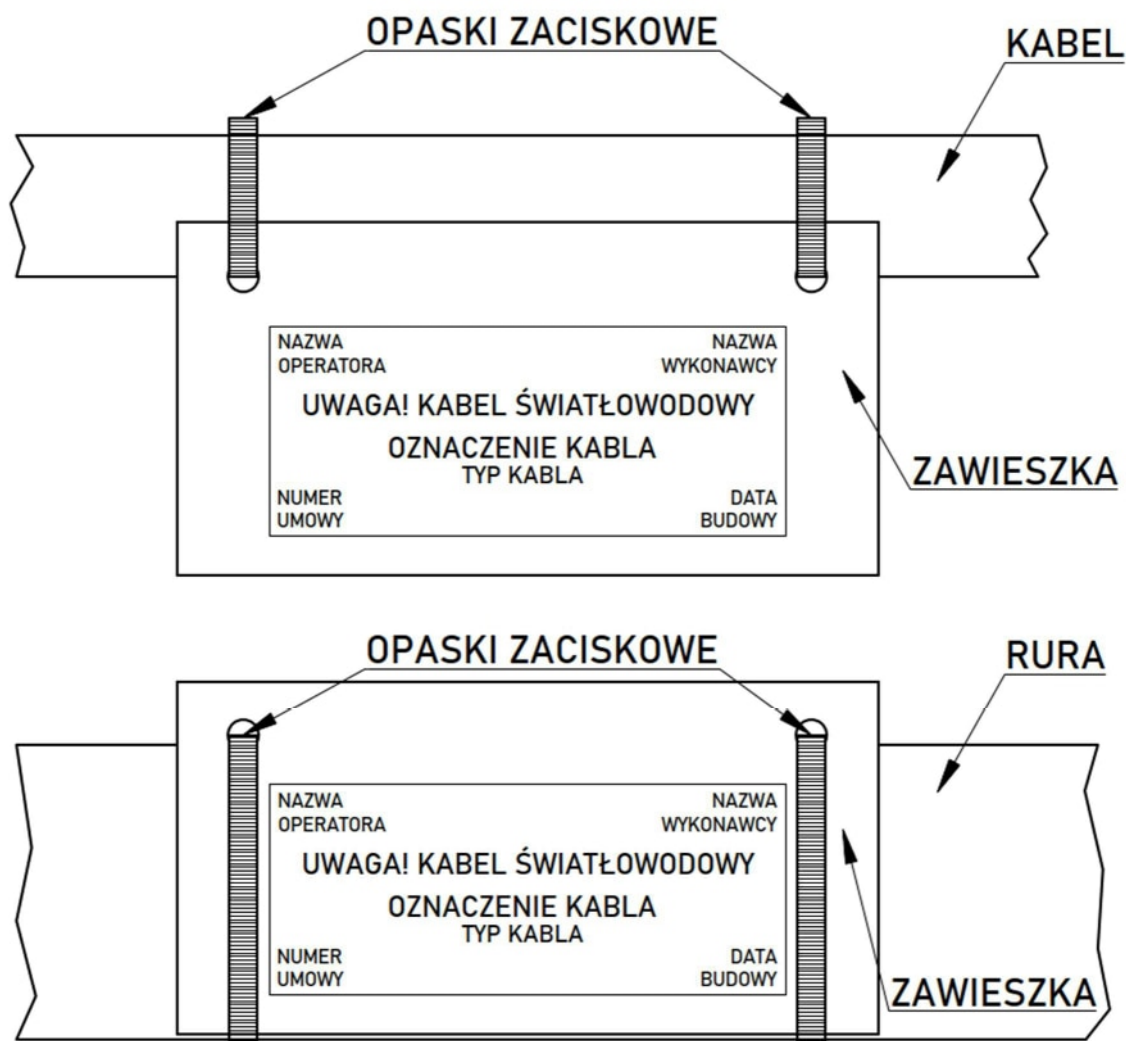 OPASKI ZACISKOWE
KABEL
NAZWA
OPERATORA
NAZWA
WYKONAWCY
UWAGA! KABEL ŚWIATŁOWODOWY
OZNACZENIE KABLA
TYP KABLA
NUMER
UMOWY
DATA
BUDOWY
ZAWIESZKA
OPASKI ZACISKOWE
RURA
NAZWA
OPERATORA
NAZWA
WYKONAWCY
UWAGA! KABEL ŚWIATŁOWODOWY
OZNACZENIE KABLA
TYP KABLA
NUMER
UMOWY
DATA
BUDOWY
ZAWIESZKA